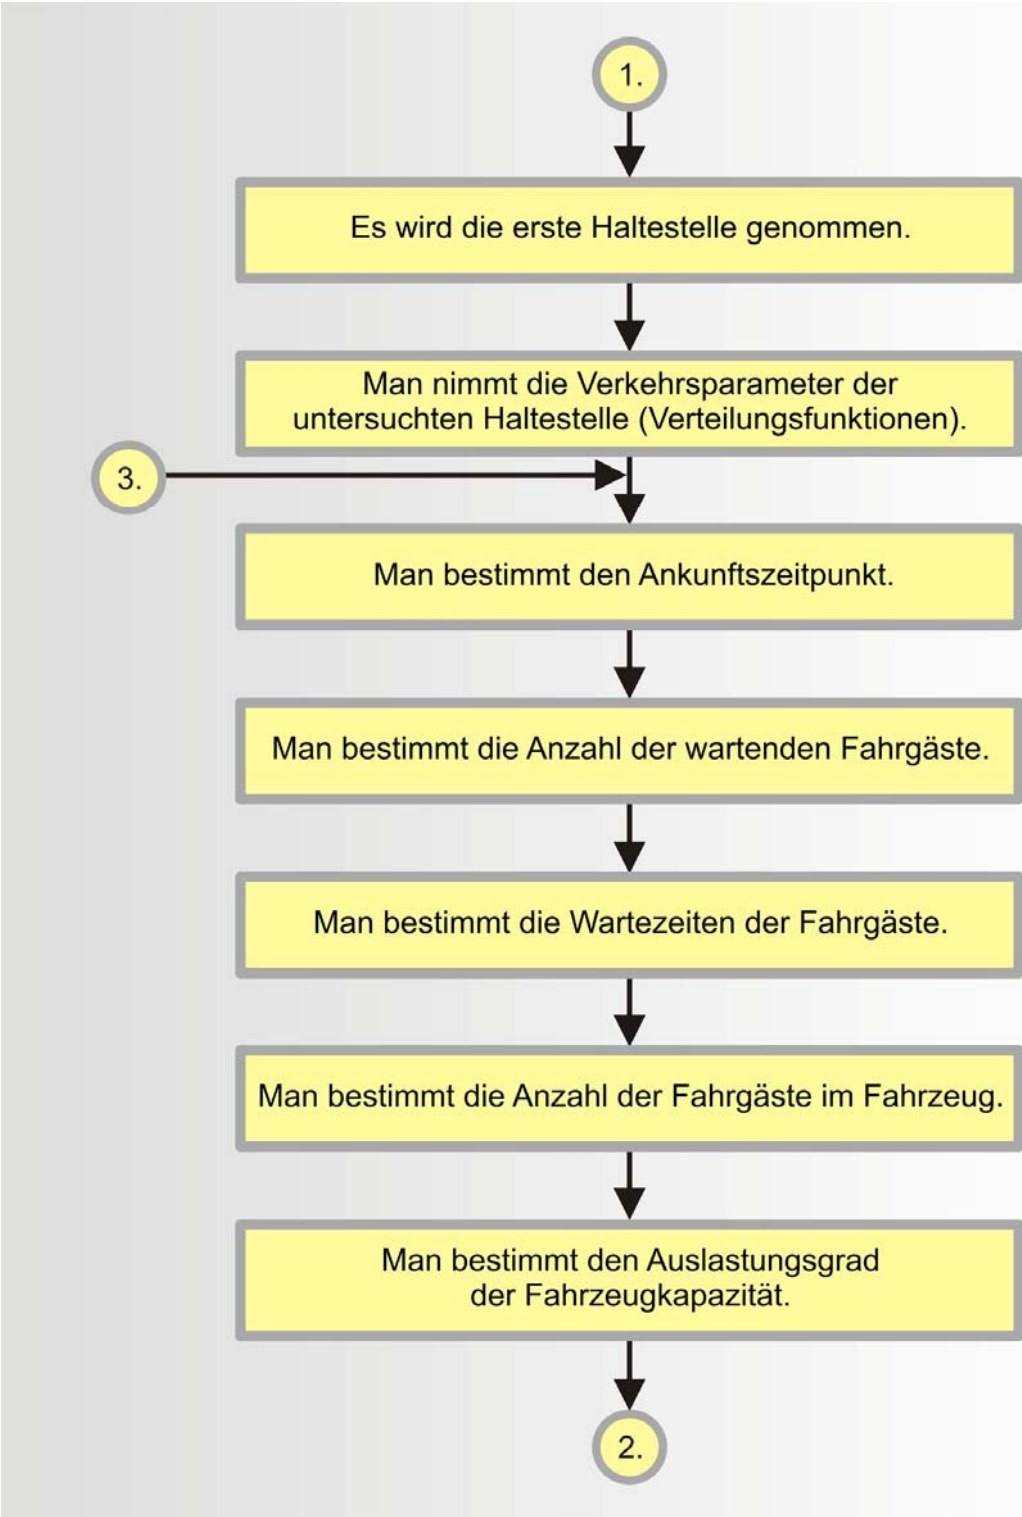 1.
Es wird die erste Haltestelle genommen.
Man nimmt die Verkehrsparameter der
untersuchten Haltestelle (Verteilungsfunktionen).
3.
Man bestimmt den Ankunftszeitpunkt.
Man bestimmt die Anzahl der wartenden Fahrgäste.
Man bestimmt die Wartezeiten der Fahrgäste.
Man bestimmt die Anzahl der Fahrgäste im Fahrzeug.
Man bestimmt den Auslastungsgrad
der Fahrzeugkapazität.
2.